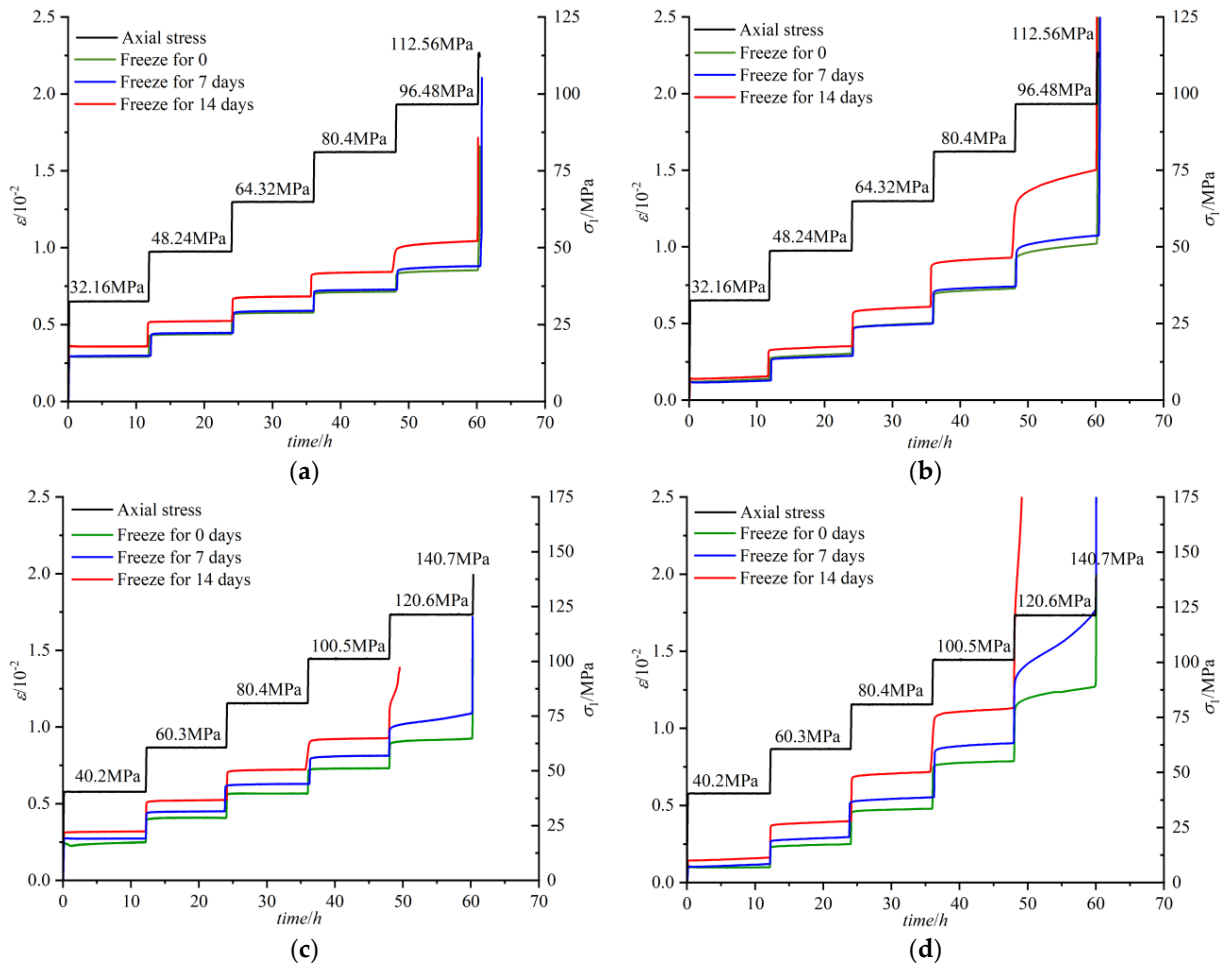 2.5
2.0
1.5
1.0
0.5
0.0
ε/10⁻²
Axial stress
Freeze for 0
Freeze for 7 days
Freeze for 14 days
32.16MPa
48.24MPa
64.32MPa
80.4MPa
96.48MPa
112.56MPa
125
100
75
50
25
0
σ₁/MPa
0 10 20 30 40 50 60 70
time/h
(a)
2.5
2.0
1.5
1.0
0.5
0.0
ε/10⁻²
Axial stress
Freeze for 0
Freeze for 7 days
Freeze for 14 days
32.16MPa
48.24MPa
64.32MPa
80.4MPa
96.48MPa
112.56MPa
125
100
75
50
25
0
σ₁/MPa
0 10 20 30 40 50 60 70
time/h
(b)
2.5
2.0
1.5
1.0
0.5
0.0
ε/10⁻²
Axial stress
Freeze for 0 days
Freeze for 7 days
Freeze for 14 days
40.2MPa
60.3MPa
80.4MPa
100.5MPa
120.6MPa
140.7MPa
175
150
125
100
75
50
25
0
σ₁/MPa
0 10 20 30 40 50 60 70
time/h
(c)
2.5
2.0
1.5
1.0
0.5
0.0
ε/10⁻²
Axial stress
Freeze for 0 days
Freeze for 7 days
Freeze for 14 days
40.2MPa
60.3MPa
80.4MPa
100.5MPa
120.6MPa
140.7MPa
175
150
125
100
75
50
25
0
σ₁/MPa
0 10 20 30 40 50 60 70
time/h
(d)